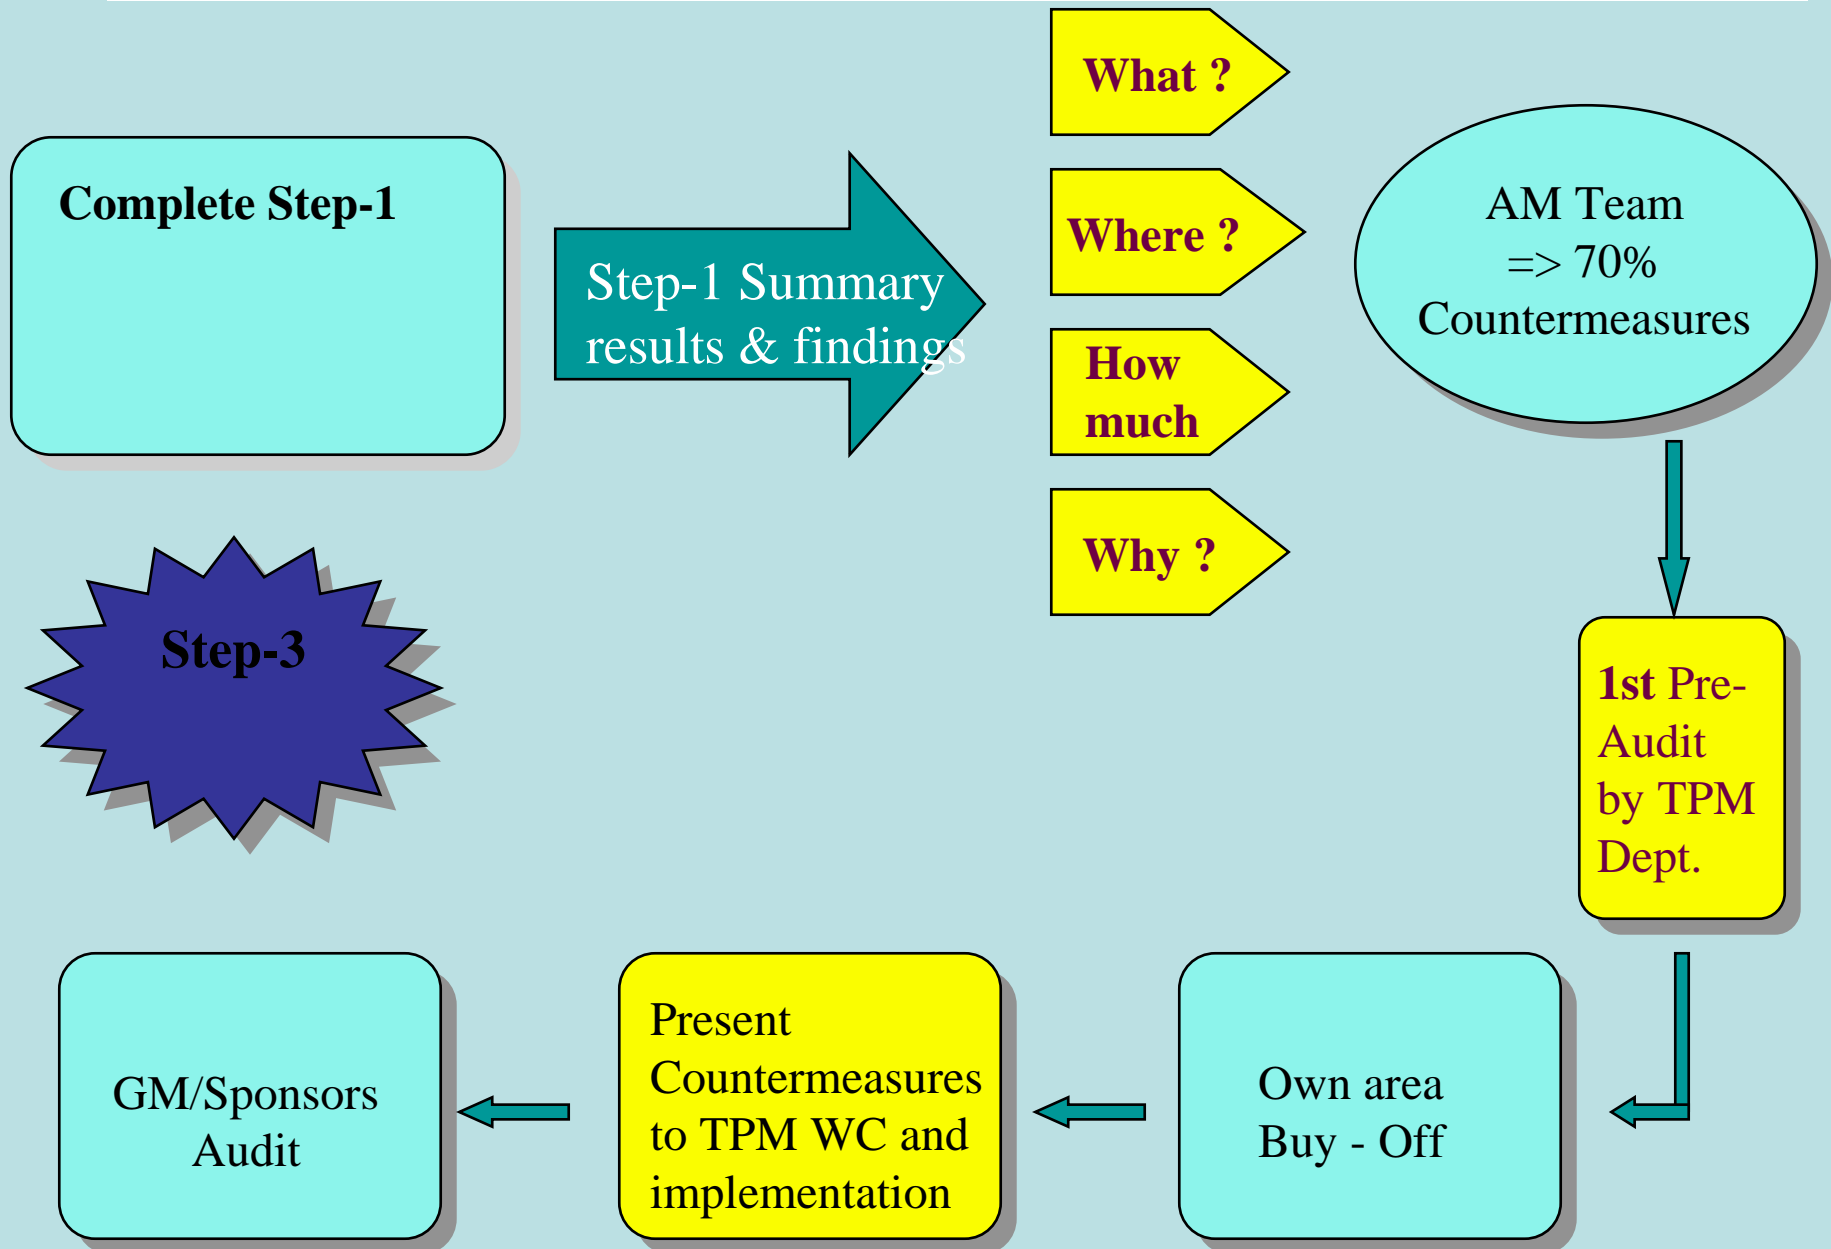 Complete Step-1
Step-1 Summary
results & findings
What ?
Where ?
How
much
Why ?
AM Team
=> 70%
Countermeasures
1st Pre-
Audit
by TPM
Dept.
Own area
Buy - Off
Present
Countermeasures
to TPM WC and
implementation
GM/Sponsors
Audit
Step-3